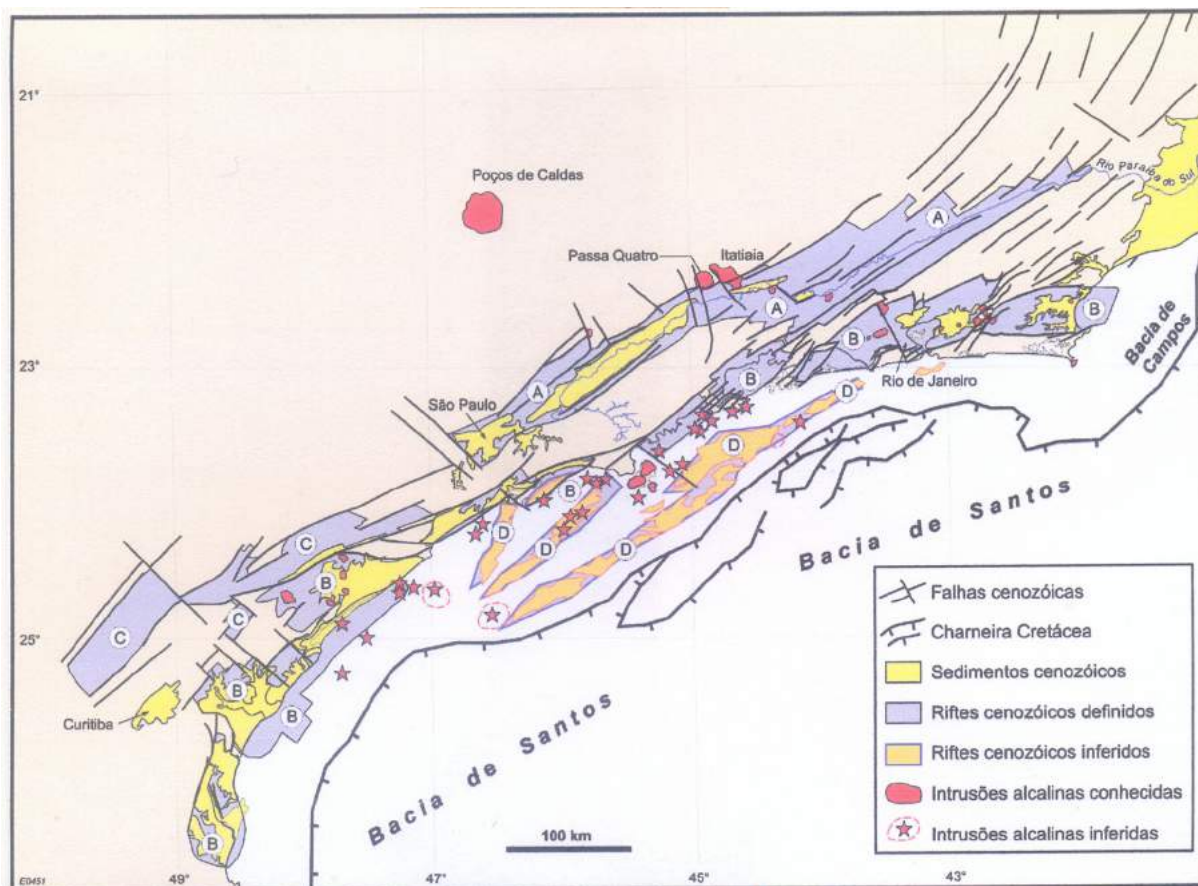 21°
Poços de Caldas
Rio Paraíba do Sul
A
Passa Quatro
Itatiaia
A
B
B
Bacia de
Campos
23°
B
A
Rio de Janeiro
São Paulo
D
D
B
C
D
D
D
Bacia de Santos
B
C
C
25°
B
Curitiba
B
Bacia de Santos
B
Falhas cenozóicas
Charneira Cretácea
Sedimentos cenozóicos
Riftes cenozóicos definidos
Riftes cenozóicos inferidos
Intrusões alcalinas conhecidas
Intrusões alcalinas inferidas
100 km
E0451
49°
47°
45°
43°